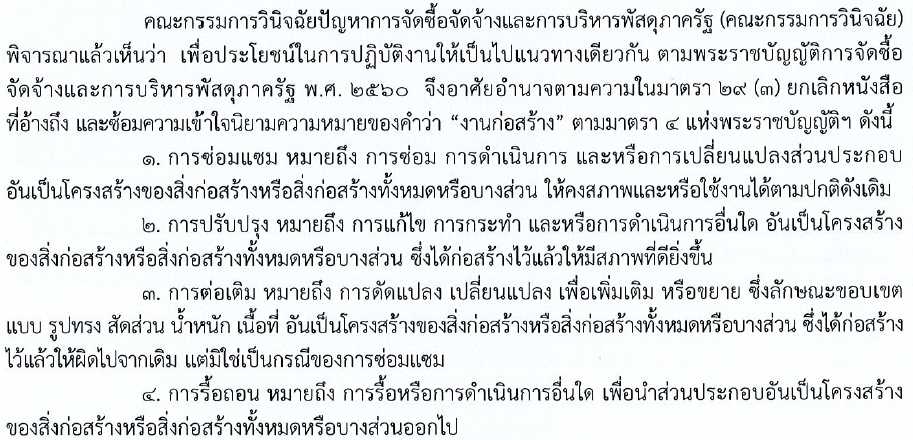 คณะกรรมการวินิจฉัยปัญหาการจัดซื้อจัดจ้างและการบริหารพัสดุภาครัฐ (คณะกรรมการวินิจฉัย)
พิจารณาแล้วเห็นว่า เพื่อประโยชน์ในการปฏิบัติงานให้เป็นไปแนวทางเดียวกัน ตามพระราชบัญญัติการจัดซื้อ
จัดจ้างและการบริหารพัสดุภาครัฐ พ.ศ. ๒๕๖๐ จึงอาศัยอำนาจตามความในมาตรา ๒๙ (๓) ยกเลิกหนังสือ
ที่อ้างถึง และซ้อมความเข้าใจนิยามความหมายของคำว่า “งานก่อสร้าง” ตามมาตรา ๔ แห่งพระราชบัญญัติฯ ดังนี้
๑. การซ่อมแซม หมายถึง การซ่อม การดำเนินการ และหรือการเปลี่ยนแปลงส่วนประกอบ
อันเป็นโครงสร้างของสิ่งก่อสร้างหรือสิ่งก่อสร้างทั้งหมดหรือบางส่วน ให้คงสภาพและหรือใช้งานได้ตามปกติดังเดิม
๒. การปรับปรุง หมายถึง การแก้ไข การกระทำ และหรือการดำเนินการอื่นใด อันเป็นโครงสร้าง
ของสิ่งก่อสร้างหรือสิ่งก่อสร้างทั้งหมดหรือบางส่วน ซึ่งได้ก่อสร้างไว้แล้วให้มีสภาพที่ดียิ่งขึ้น
๓. การต่อเติม หมายถึง การดัดแปลง เปลี่ยนแปลง เพื่อเพิ่มเติม หรือขยาย ซึ่งลักษณะขอบเขต
แบบ รูปทรง สัดส่วน น้ำหนัก เนื้อที่ อันเป็นโครงสร้างของสิ่งก่อสร้างหรือสิ่งก่อสร้างทั้งหมดหรือบางส่วน ซึ่งได้ก่อสร้าง
ไว้แล้วให้ผิดไปจากเดิม แต่มิใช่เป็นกรณีของการซ่อมแซม
๔. การรื้อถอน หมายถึง การรื้อหรือการดำเนินการอื่นใด เพื่อนำส่วนประกอบอันเป็นโครงสร้าง
ของสิ่งก่อสร้างหรือสิ่งก่อสร้างทั้งหมดหรือบางส่วนออกไป